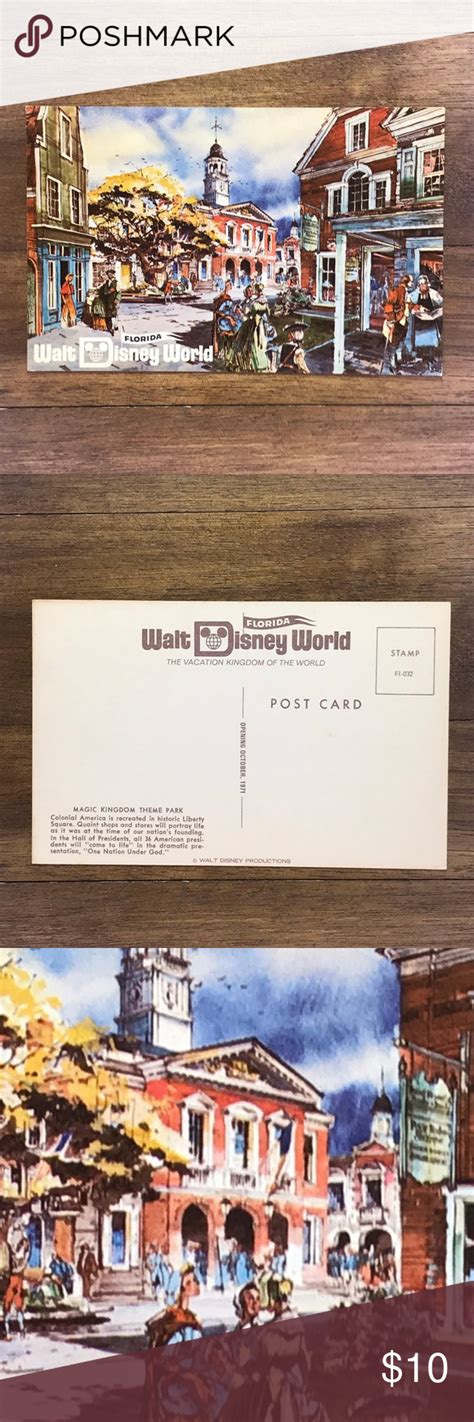 POSHMARK
FLORIDA
Walt Disney World
FLORIDA
Walt Disney World
THE VACATION KINGDOM OF THE WORLD
STAMP
FI-032
POST CARD
OPENING OCTOBER, 1971
MAGIC KINGDOM THEME PARK
Colonial America is recreated in historic Liberty
Square. Quaint shops and stores will portray life
as it was at the time of our nation's founding.
In the Hall of Presidents, all 36 American presi-
dents will "come to life" in the dramatic pre-
sentation, "One Nation Under God."
© WALT DISNEY PRODUCTIONS
$10